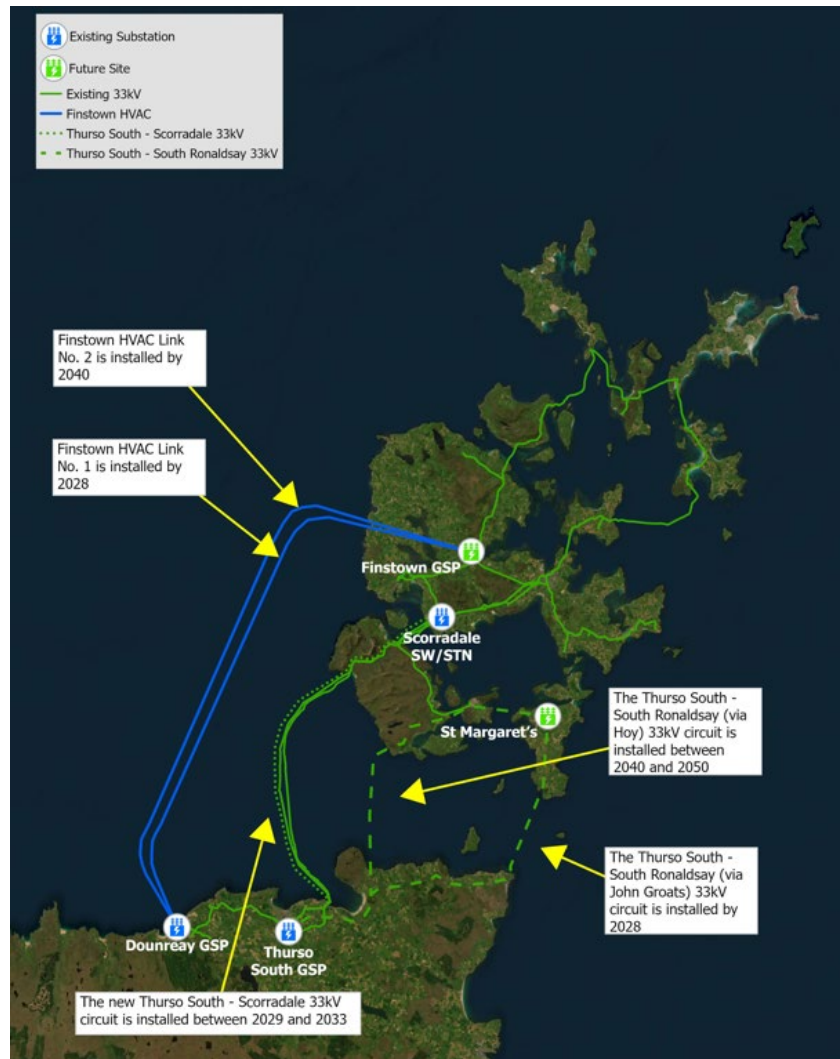 Existing Substation
Future Site
Existing 33kV
Finstown HVAC
Thurso South - Scorradale 33kV
Thurso South - South Ronaldsay 33kV
Finstown HVAC Link
No. 2 is installed by
2040
Finstown HVAC Link
No. 1 is installed by
2028
Finstown GSP
Scorradale
SW/STN
St Margaret's
The Thurso South -
South Ronaldsay (via
Hoy) 33kV circuit is
installed between
2040 and 2050
The Thurso South -
South Ronaldsay (via
John Groats) 33kV
circuit is installed by
2028
Dounreay GSP
Thurso
South GSP
The new Thurso South - Scorradale 33kV
circuit is installed between 2029 and 2033